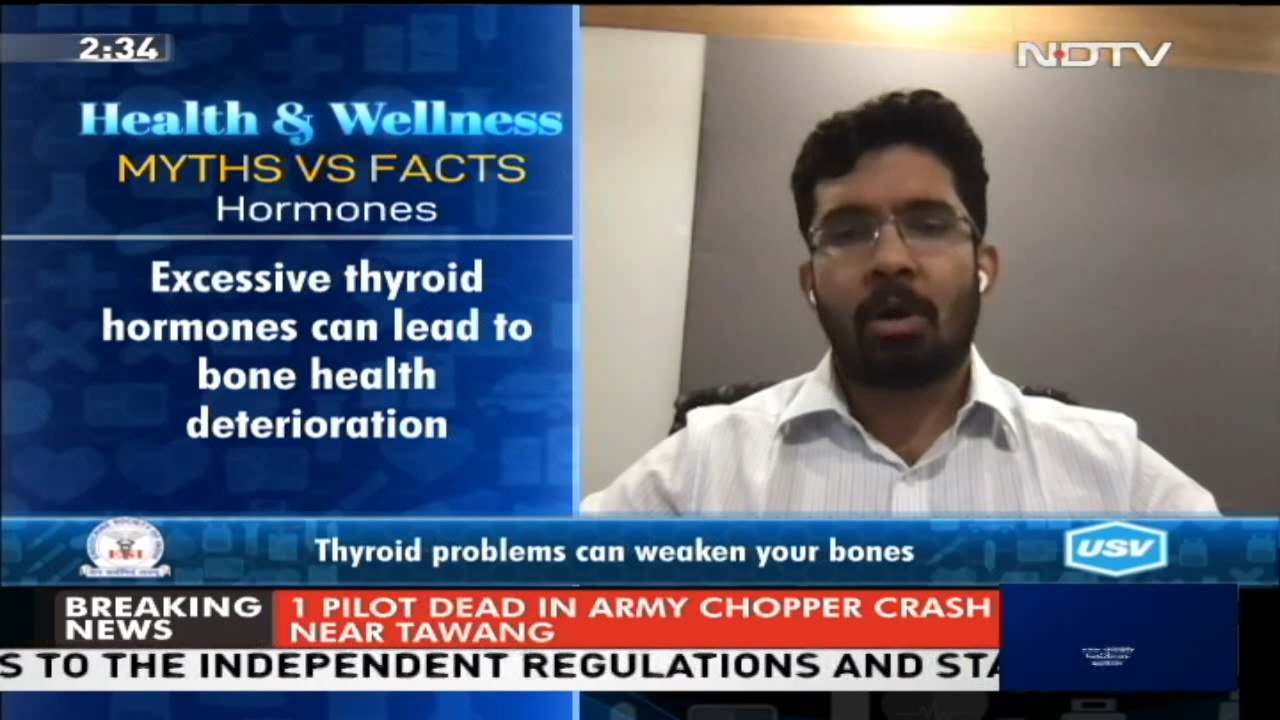 2:34
NDTV
Health & Wellness
MYTHS VS FACTS
Hormones
Excessive thyroid
hormones can lead to
bone health
deterioration
ESI
Thyroid problems can weaken your bones
USV
BREAKING
NEWS
1 PILOT DEAD IN ARMY CHOPPER CRASH
NEAR TAWANG
S TO THE INDEPENDENT REGULATIONS AND STA